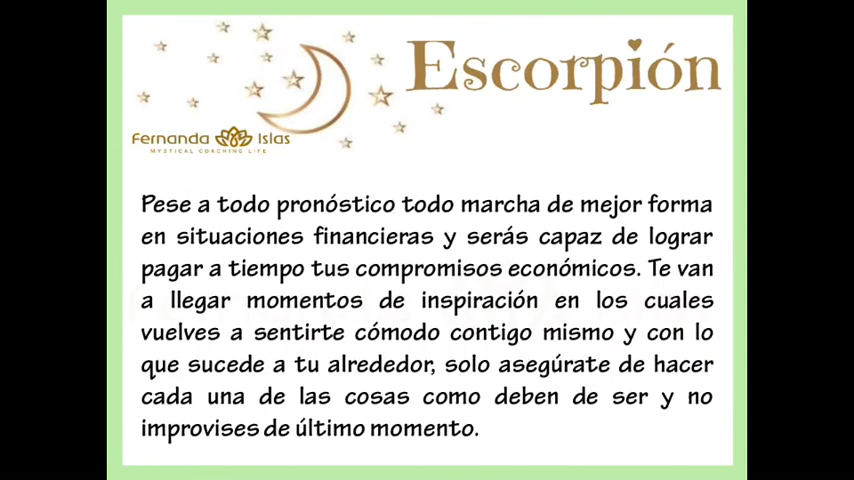 Escorpión
Fernanda Islas
MYSTICAL COACHING LIFE
Pese a todo pronóstico todo marcha de mejor forma
en situaciones financieras y serás capaz de lograr
pagar a tiempo tus compromisos económicos. Te van
a llegar momentos de inspiración en los cuales
vuelves a sentirte cómodo contigo mismo y con lo
que sucede a tu alrededor, solo asegúrate de hacer
cada una de las cosas como deben de ser y no
improvises de último momento.